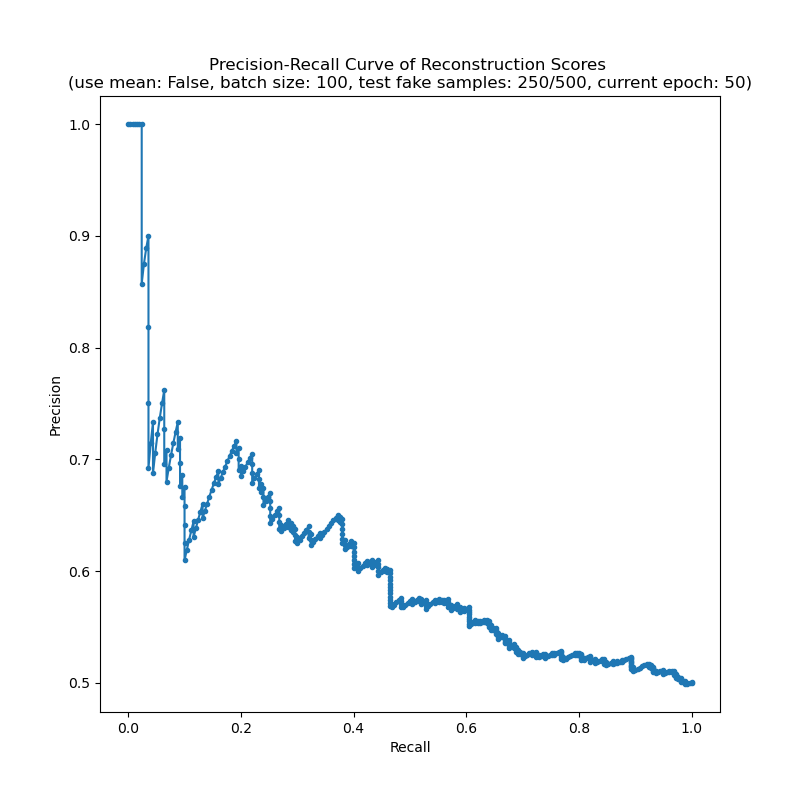 Precision-Recall Curve of Reconstruction Scores
(use mean: False, batch size: 100, test fake samples: 250/500, current epoch: 50)
1.0
0.9
0.8
0.7
0.6
0.5
Precision
0.0 0.2 0.4 0.6 0.8 1.0
Recall